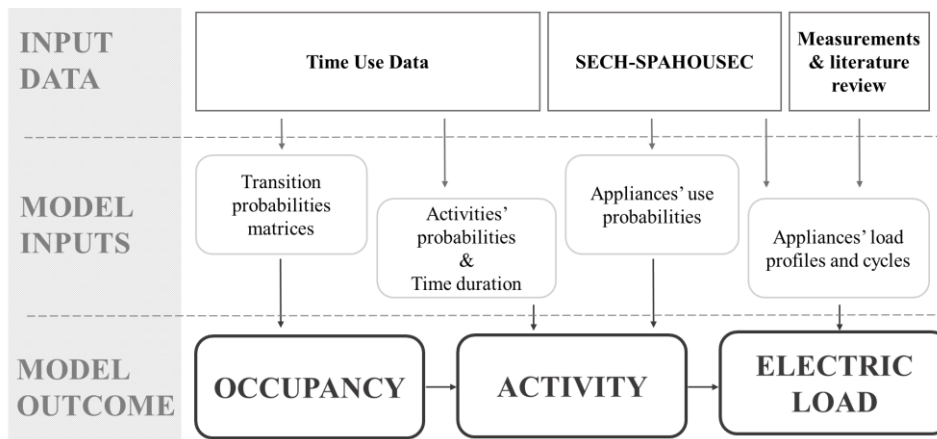 INPUT
DATA
Time Use Data
SECH-SPAHOUSEC
Measurements
& literature
review
MODEL
INPUTS
Transition
probabilities
matrices
Activities’
probabilities
&
Time duration
Appliances’ use
probabilities
Appliances’ load
profiles and cycles
MODEL
OUTCOME
OCCUPANCY
ACTIVITY
ELECTRIC
LOAD